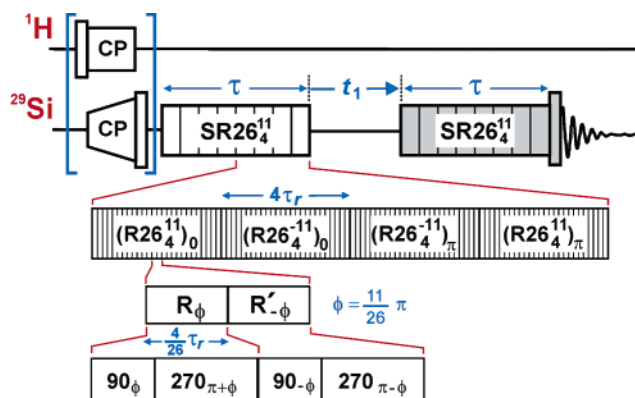 ¹H
CP
τ t₁ τ
²⁹Si
CP SR26₄¹¹ SR26₄¹¹
4τᵣ
(R26₄¹¹)₀ (R26₄⁻¹¹)₀ (R26₄⁻¹¹)π (R26₄¹¹)π
Rϕ R′₋ϕ ϕ = 11/26 π
4/26 τᵣ
90ϕ 270π+ϕ 90-ϕ 270π-ϕ